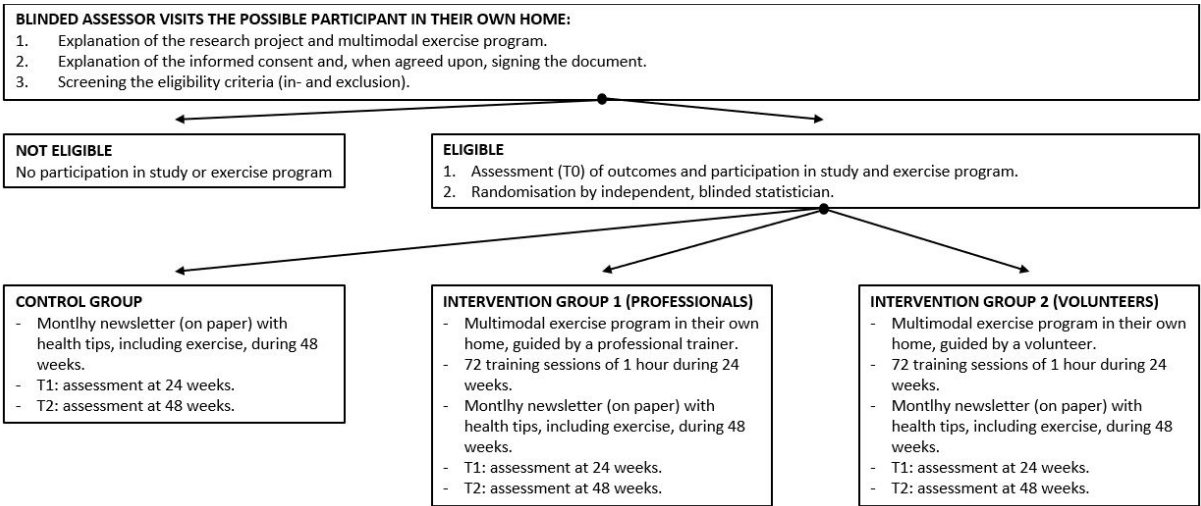 BLINDED ASSESSOR VISITS THE POSSIBLE PARTICIPANT IN THEIR OWN HOME:
1. Explanation of the research project and multimodal exercise program.
2. Explanation of the informed consent and, when agreed upon, signing the document.
3. Screening the eligibility criteria (in- and exclusion).
NOT ELIGIBLE
No participation in study or exercise program
ELIGIBLE
1. Assessment (T0) of outcomes and participation in study and exercise program.
2. Randomisation by independent, blinded statistician.
CONTROL GROUP
- Montlhy newsletter (on paper) with
health tips, including exercise, during 48
weeks.
- T1: assessment at 24 weeks.
- T2: assessment at 48 weeks.
INTERVENTION GROUP 1 (PROFESSIONALS)
- Multimodal exercise program in their own
home, guided by a professional trainer.
- 72 training sessions of 1 hour during 24
weeks.
- Montlhy newsletter (on paper) with
health tips, including exercise, during 48
weeks.
- T1: assessment at 24 weeks.
- T2: assessment at 48 weeks.
INTERVENTION GROUP 2 (VOLUNTEERS)
- Multimodal exercise program in their own
home, guided by a volunteer.
- 72 training sessions of 1 hour during 24
weeks.
- Montlhy newsletter (on paper) with
health tips, including exercise, during 48
weeks.
- T1: assessment at 24 weeks.
- T2: assessment at 48 weeks.